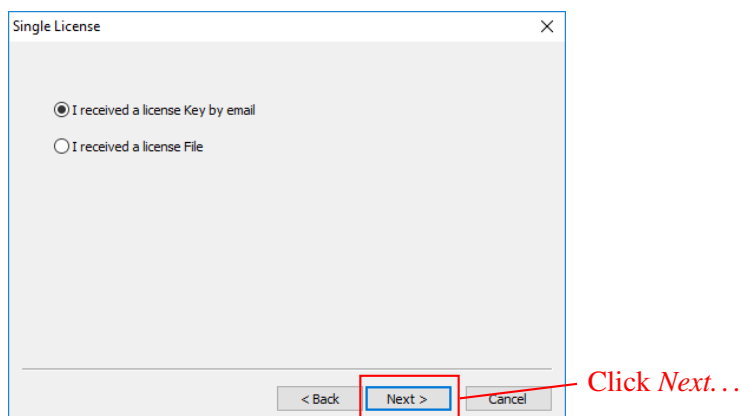 Single License
I received a license Key by email
I received a license File
< Back Next > Cancel
Click Next...